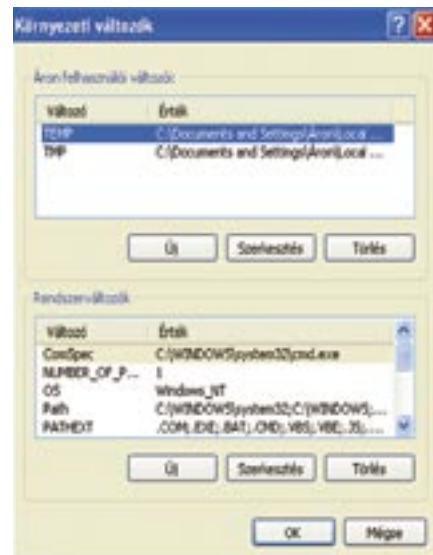 Környezeti változók
Áron felhasználói változói:
Változó Érték
TEMP C:\Documents and Settings\Áron\Local ...
TMP C:\Documents and Settings\Áron\Local ...
Új Szerkesztés Törlés
Rendszerváltozók
Változó Érték
ComSpec C:\WINDOWS\system32\cmd.exe
NUMBER_OF_P... 1
OS Windows_NT
Path C:\WINDOWS\system32;C:\WINDOWS;...
PATHEXT .COM;.EXE;.BAT;.CMD;.VBS;.VBE;.JS;...
Új Szerkesztés Törlés
OK Mégse